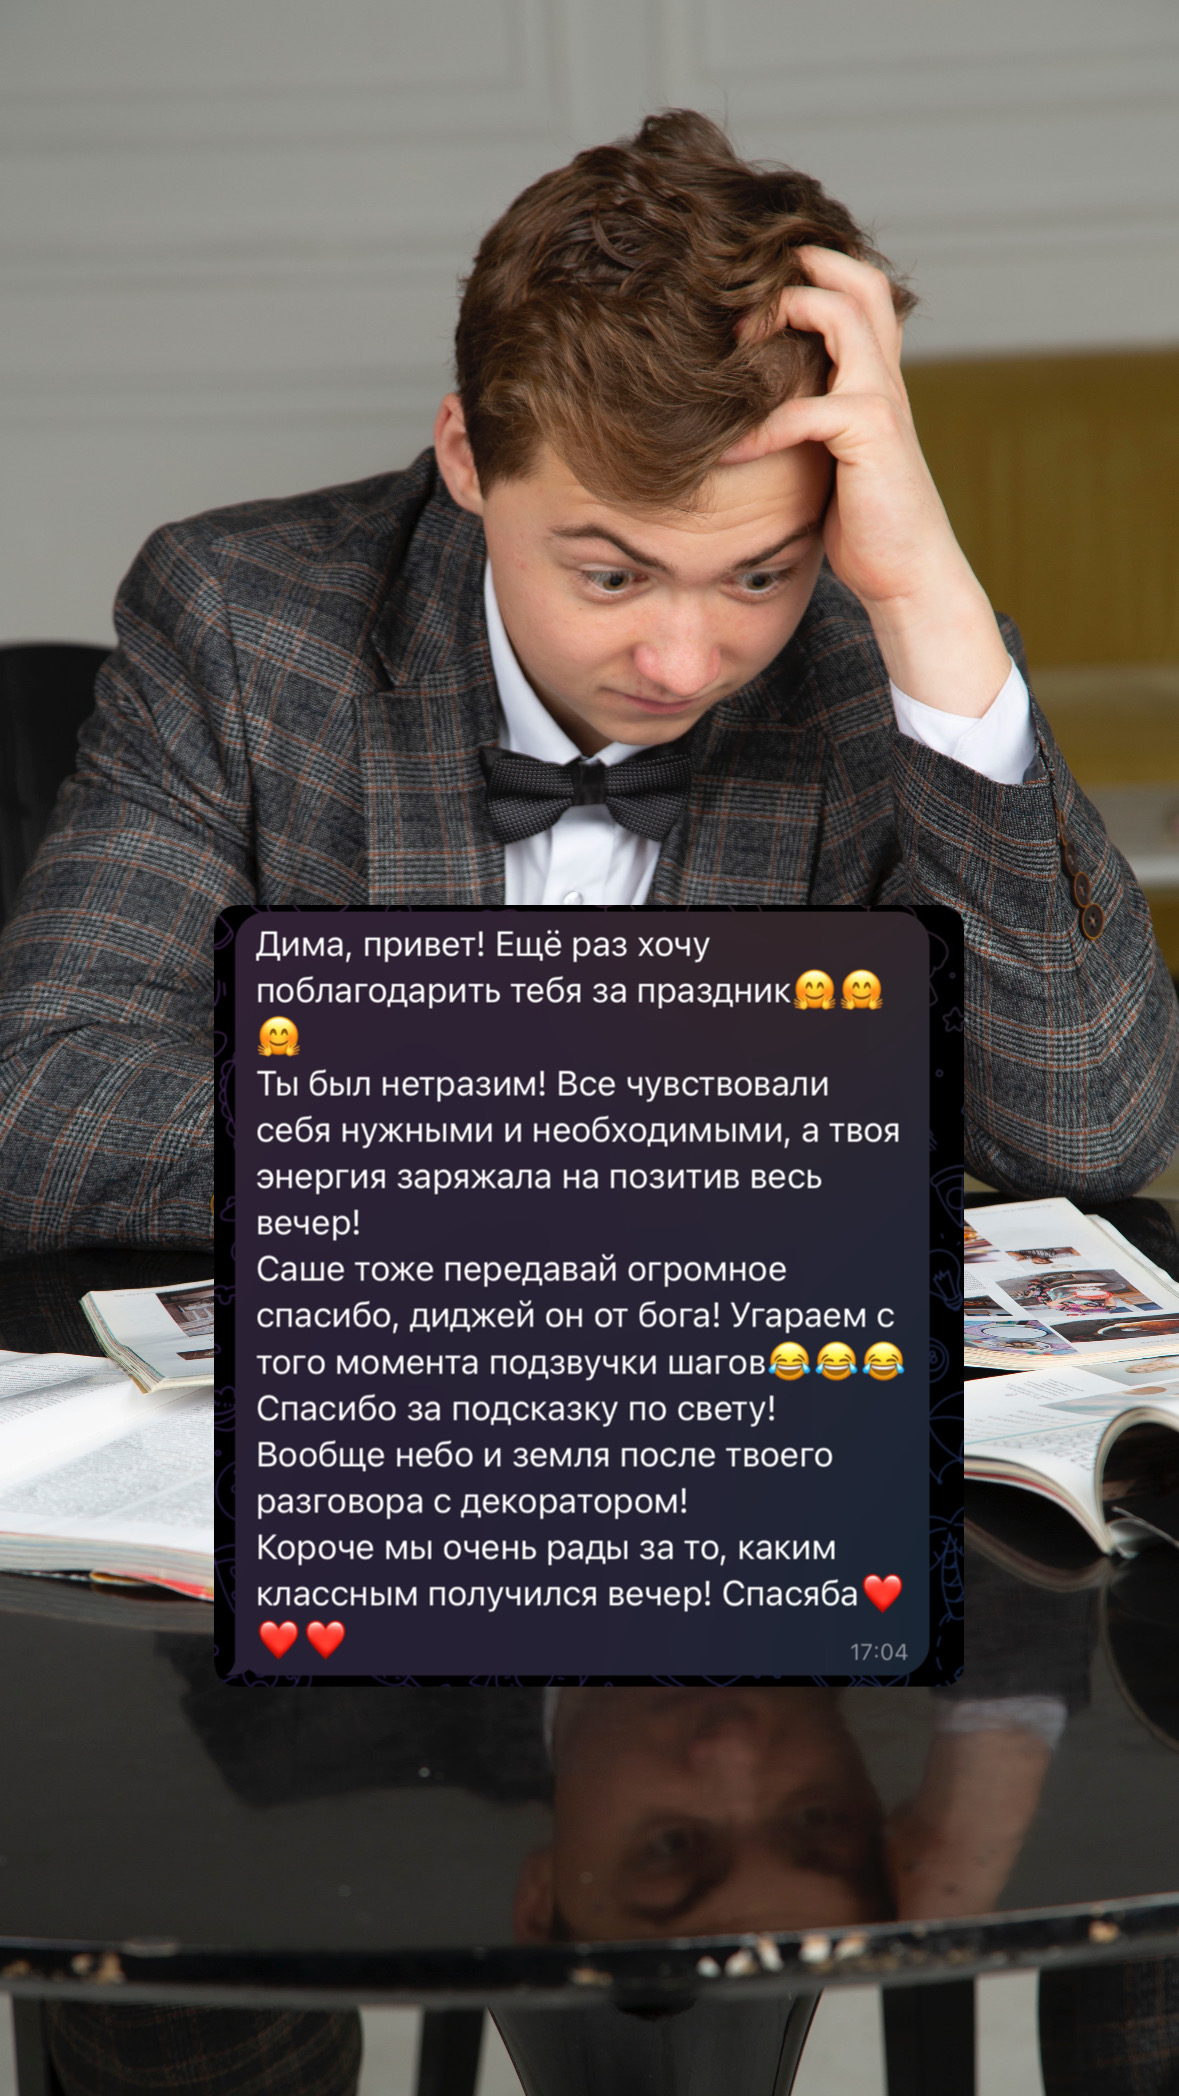 Дима, привет! Ещё раз хочу
поблагодарить тебя за праздник🤗🤗
🤗
Ты был нетразим! Все чувствовали
себя нужными и необходимыми, а твоя
энергия заряжала на позитив весь
вечер!
Саше тоже передавай огромное
спасибо, диджей он от бога! Угараем с
того момента подзвучки шагов😂😂😂
Спасибо за подсказку по свету!
Вообще небо и земля после твоего
разговора с декоратором!
Короче мы очень рады за то, каким
классным получился вечер! Спасяба❤️
❤️❤️
17:04